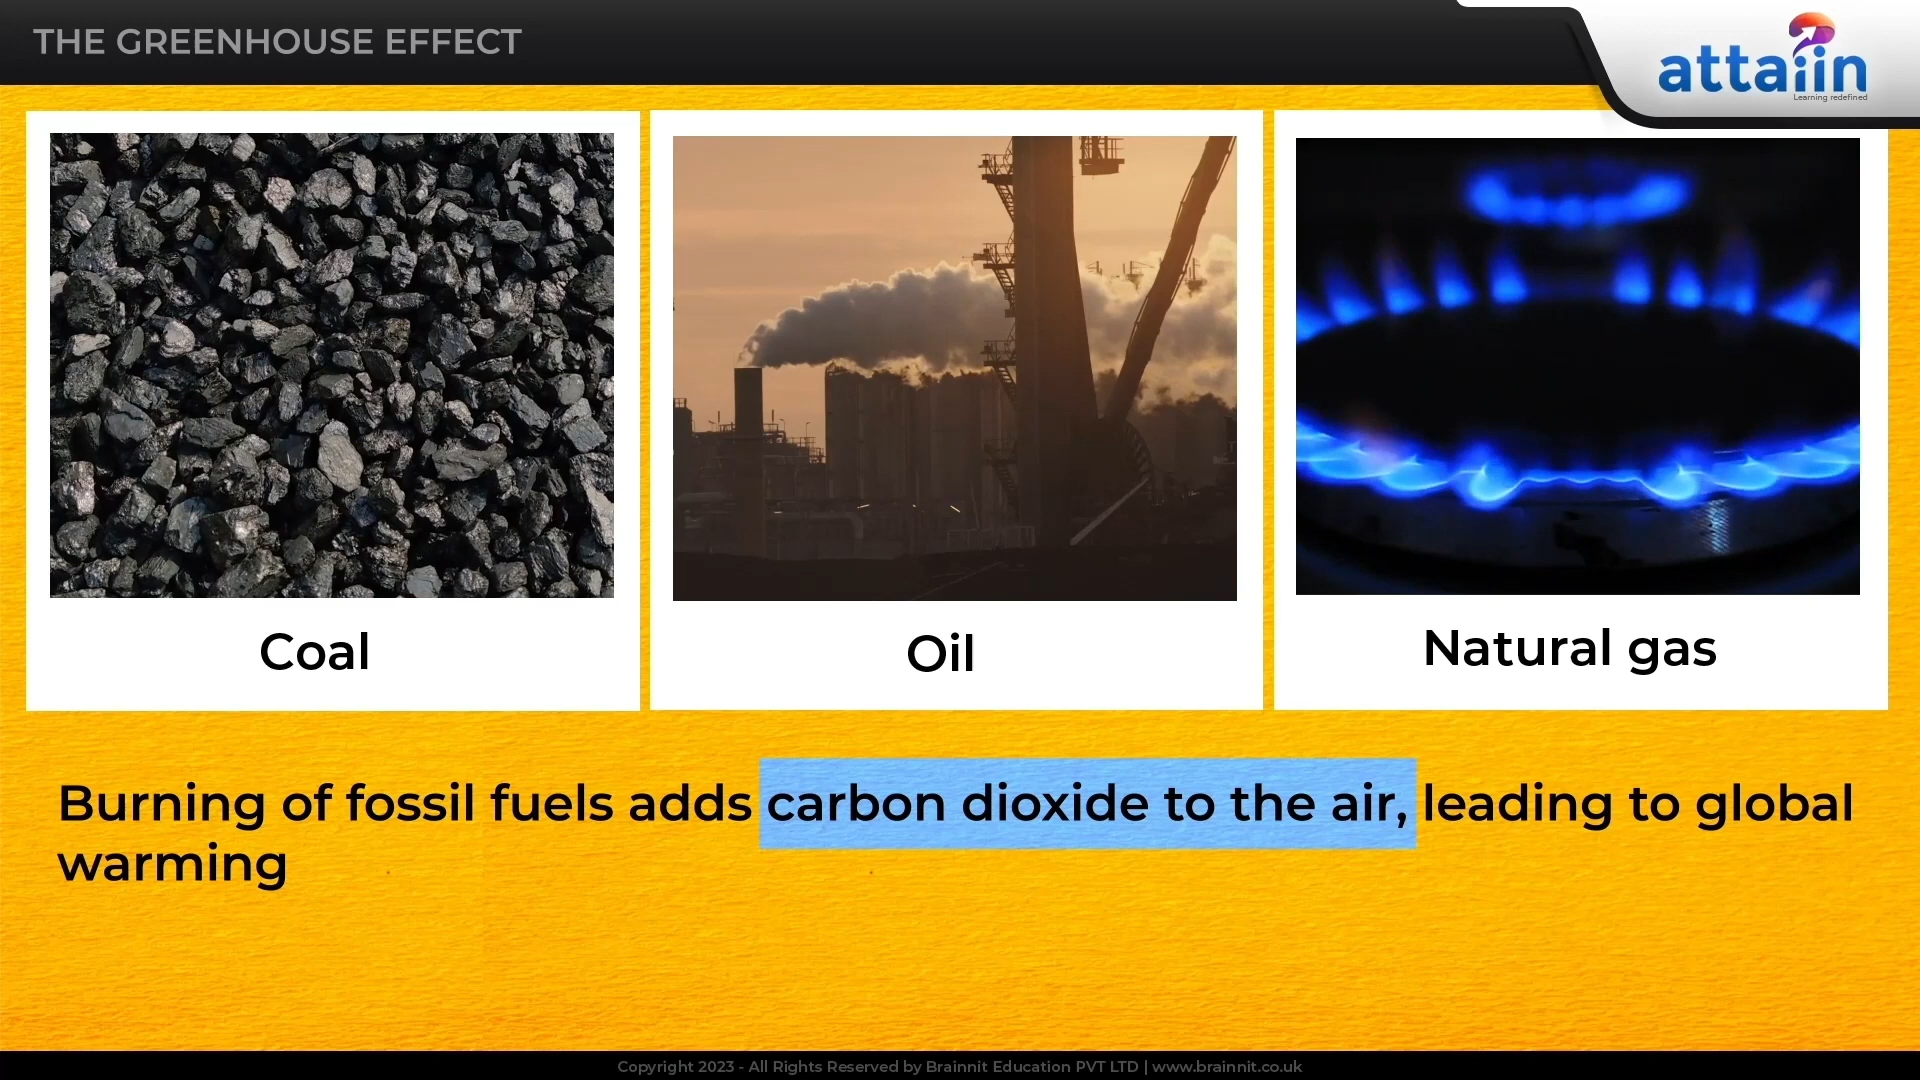 THE GREENHOUSE EFFECT
attaiin
Learning redefined
Coal
Oil
Natural gas
Burning of fossil fuels adds carbon dioxide to the air, leading to global
warming
Copyright 2023 - All Rights Reserved by Brainnit Education PVT LTD | www.brainnit.co.uk